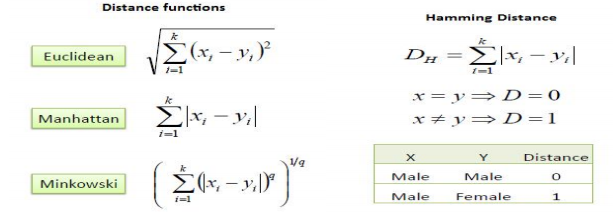 Distance functions
Euclidean
√(∑_{i=1}^{k} (x_i − y_i)²)
Manhattan
∑_{i=1}^{k} |x_i − y_i|
Minkowski
(∑_{i=1}^{k} (|x_i − y_i|)^q)^{1/q}
Hamming Distance
D_H = ∑_{i=1}^{k} |x_i − y_i|
x = y ⇒ D = 0
x ≠ y ⇒ D = 1
X Y Distance
Male Male 0
Male Female 1